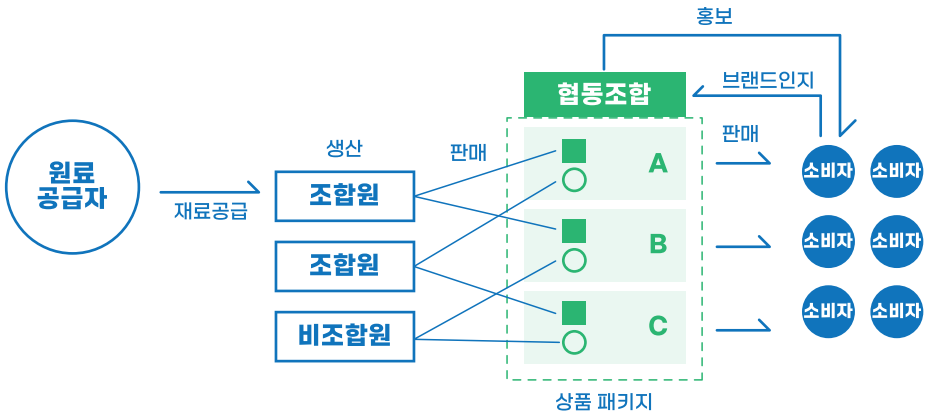 홍보
협동조합
브랜드인지
원료
공급자
재료공급
생산
조합원
조합원
비조합원
판매
A
B
C
상품 패키지
판매
소비자 소비자
소비자 소비자
소비자 소비자